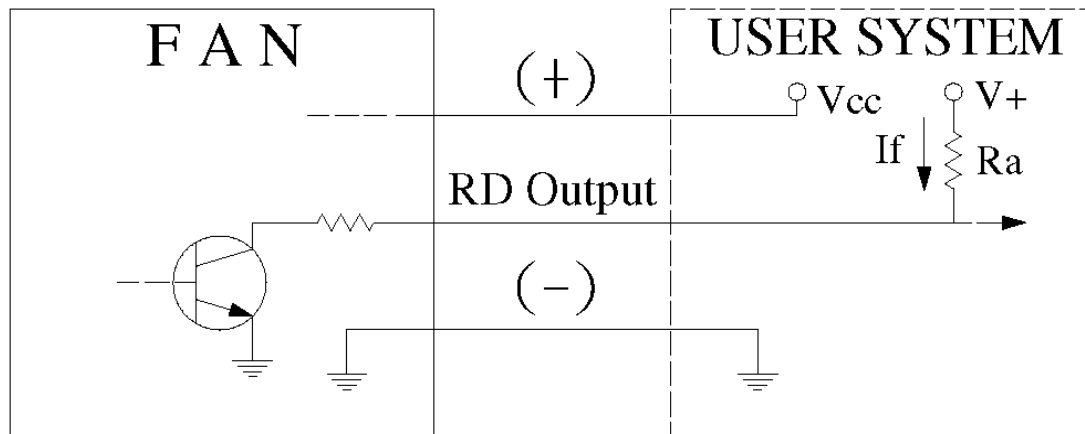 F A N
USER SYSTEM
(+)
Vcc
V+
If
Ra
RD Output
(−)